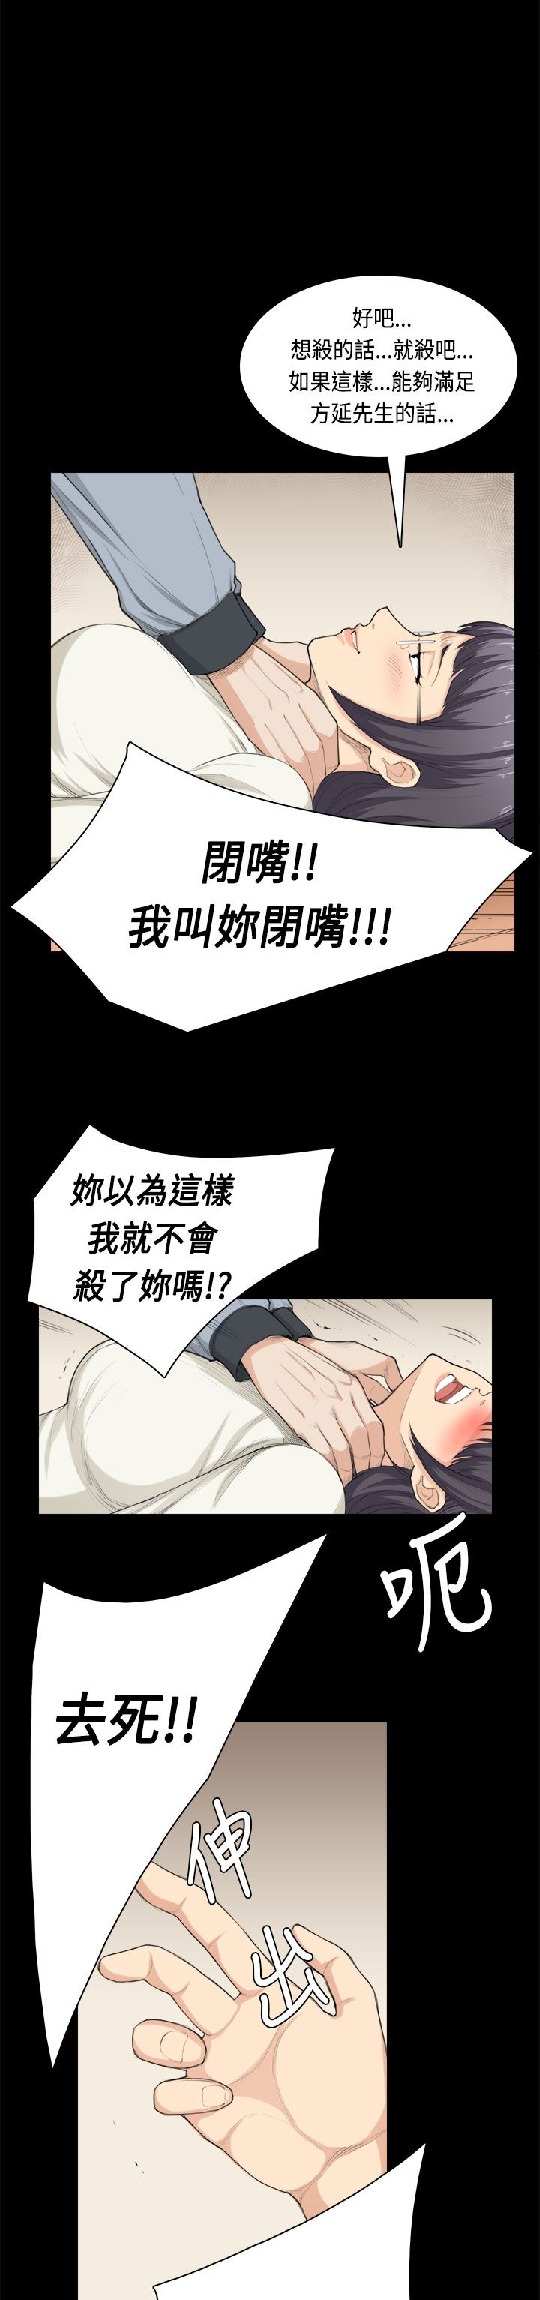 好吧...
想殺的話...就殺吧...
如果這樣...能夠滿足
方延先生的話...
閉嘴!!
我叫妳閉嘴!!!
妳以為這樣
我就不會
殺了妳嗎!?
呃
去死!!
伸
出